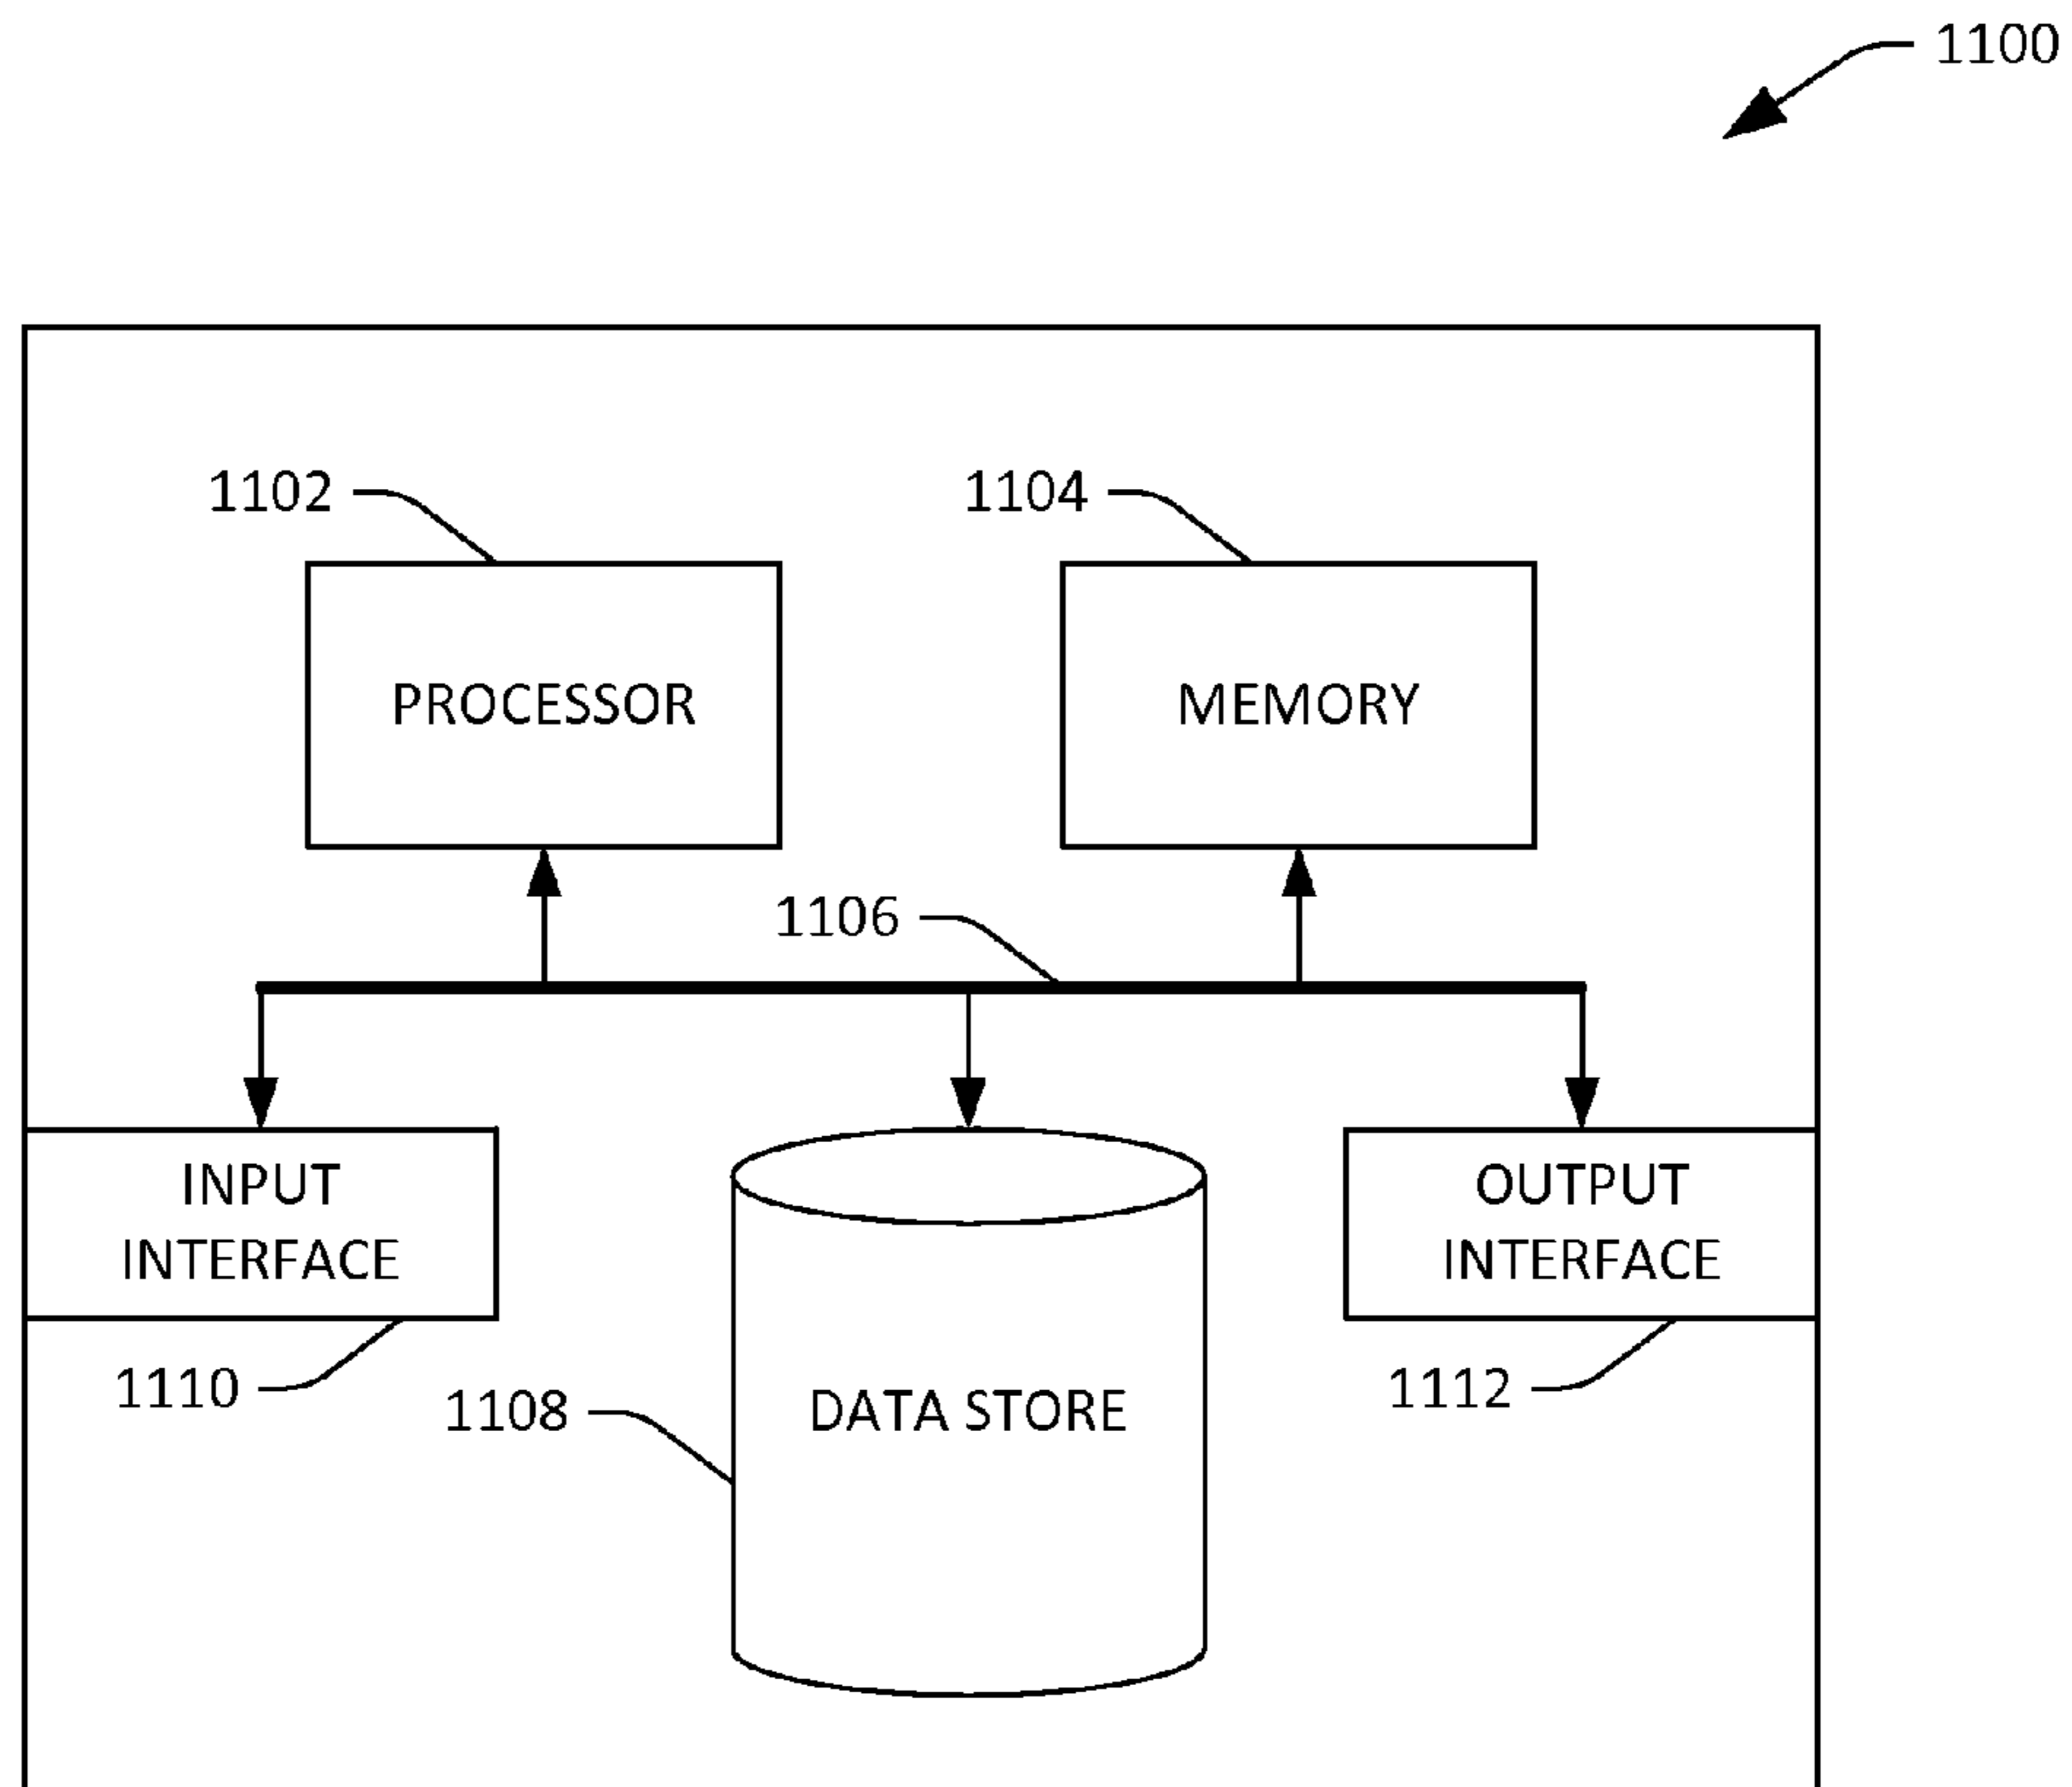 1100
1102
1104
PROCESSOR
MEMORY
1106
INPUT
INTERFACE
OUTPUT
INTERFACE
1110
1108
DATA STORE
1112